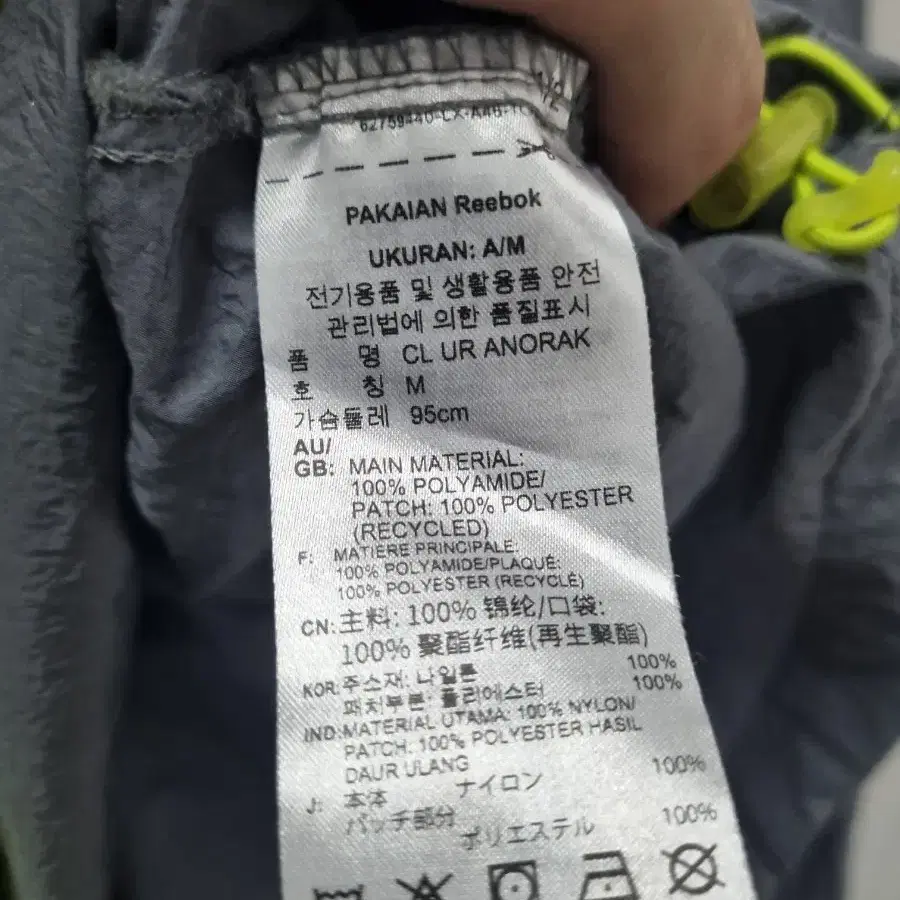 1/2
PAKAIAN Reebok
UKURAN: A/M
전기용품 및 생활용품 안전
관리법에 의한 품질표시
품 명 CL UR ANORAK
호 칭 M
가슴둘레 95cm
AU/
GB: MAIN MATERIAL:
100% POLYAMIDE/
PATCH: 100% POLYESTER
(RECYCLED)
F: MATIÈRE PRINCIPALE:
100% POLYAMIDE/PLAQUÉ:
100% POLYESTER (RECYCLÉ)
CN: 主料: 100% 锦纶/口袋:
100% 聚酯纤维(再生聚酯)
KOR: 주소재: 나일론 100%
패치부분: 폴리에스터 100%
IND: MATERIAL UTAMA: 100% NYLON/
PATCH: 100% POLYESTER HASIL
DAUR ULANG
J: 本体 ナイロン 100%
パッチ部分 ポリエステル 100%